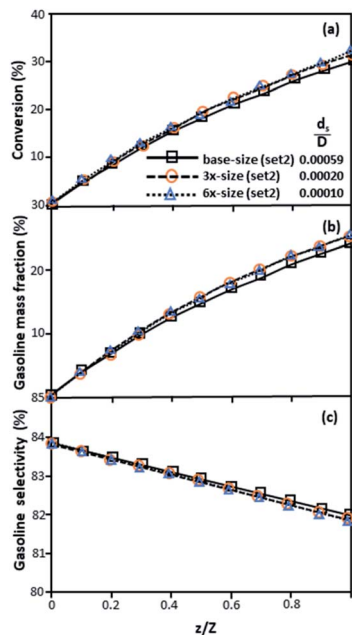 40
(a)
Conversion (%)
30
20
d_s
D
10
base-size (set2) 0.00059
3x-size (set2) 0.00020
6x-size (set2) 0.00010
30
(b)
Gasoline mass fraction (%)
20
10
85
(c)
Gasoline selectivity (%)
84
83
82
81
80
0 0.2 0.4 0.6 0.8
z/Z